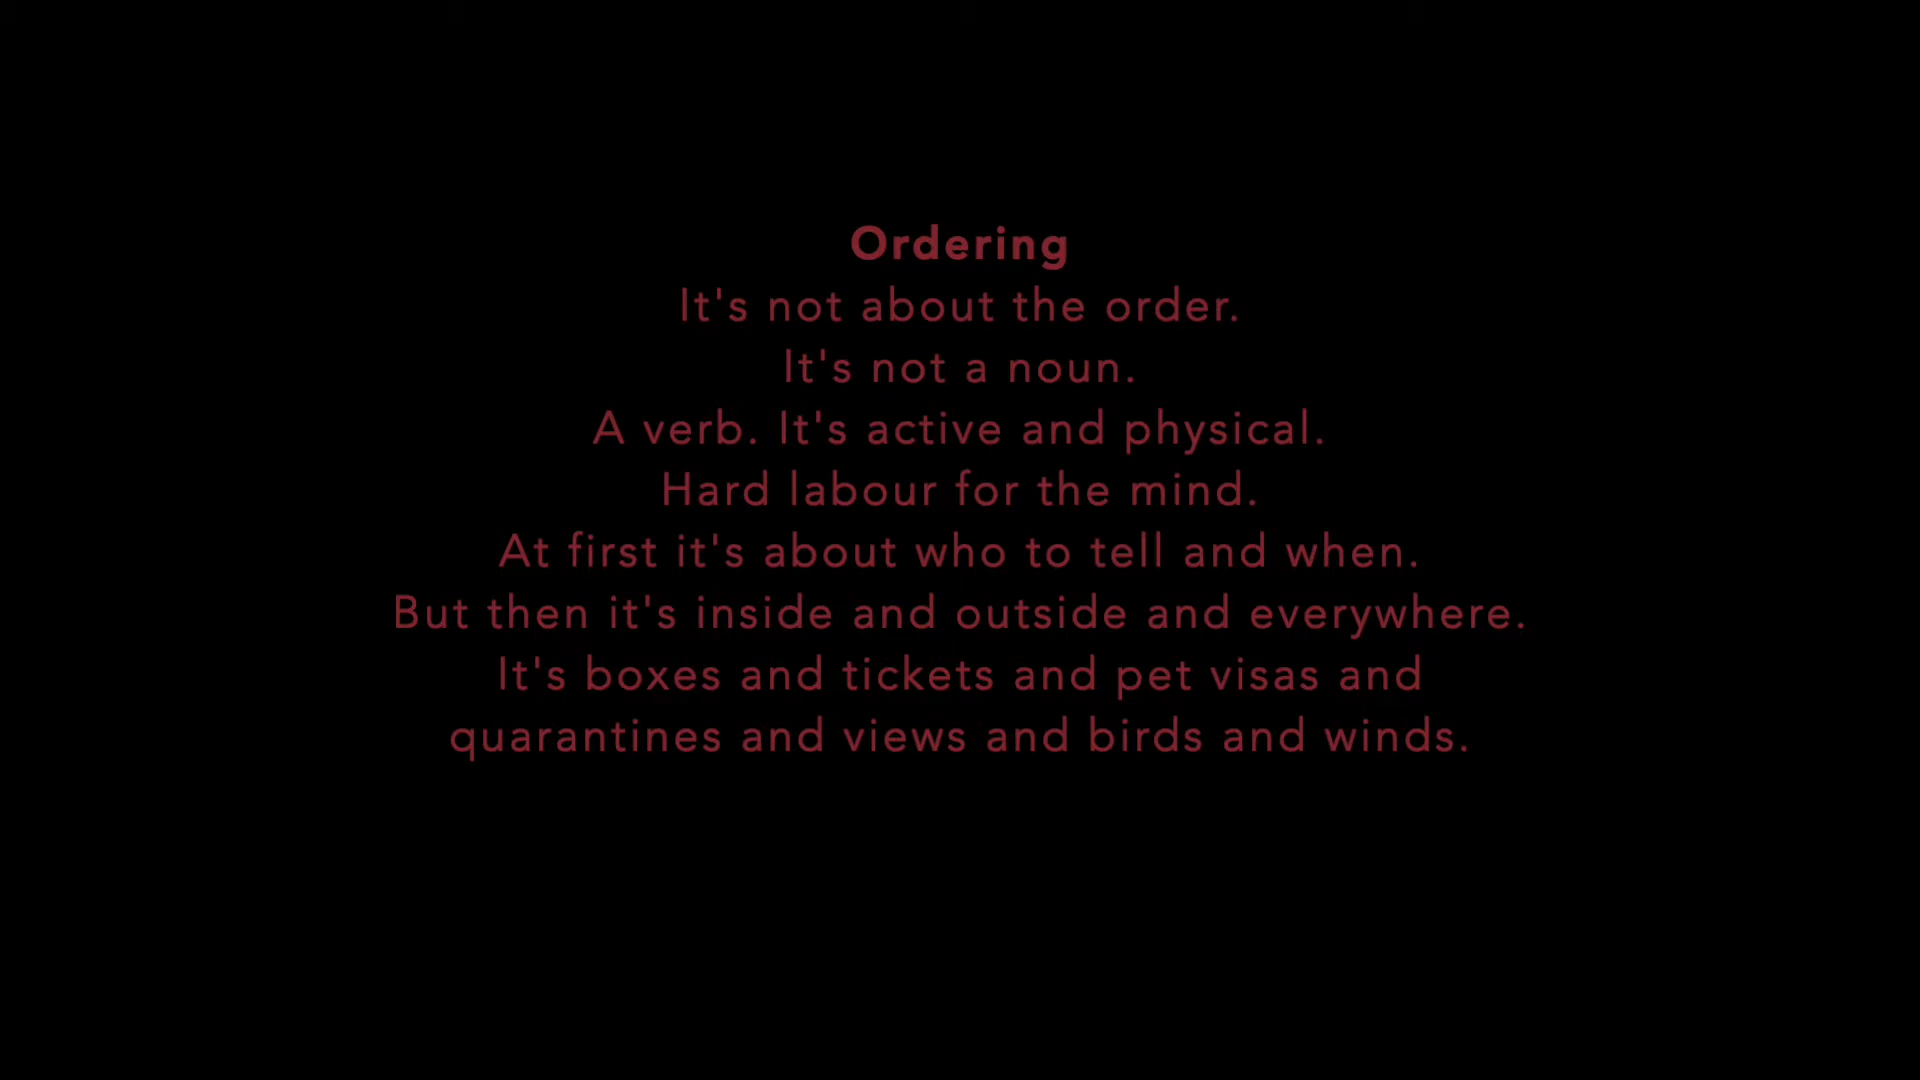 Ordering
It's not about the order.
It's not a noun.
A verb. It's active and physical.
Hard labour for the mind.
At first it's about who to tell and when.
But then it's inside and outside and everywhere.
It's boxes and tickets and pet visas and
quarantines and views and birds and winds.